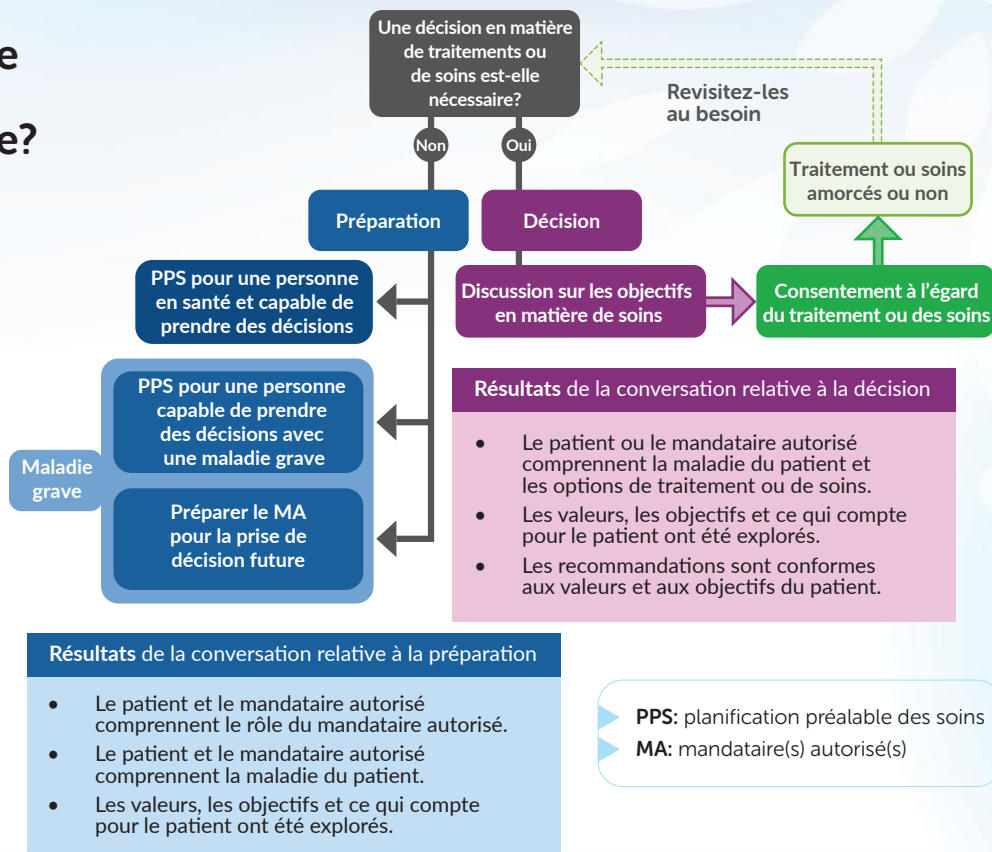 e
e?
Une décision en matière
de traitements ou
de soins est-elle
nécessaire?
Non
Oui
Revisitez-les
au besoin
Traitement ou soins
amorcés ou non
Préparation
Décision
PPS pour une personne
en santé et capable de
prendre des décisions
Discussion sur les objectifs
en matière de soins
Consentement à l'égard
du traitement ou des soins
PPS pour une personne
capable de prendre
des décisions avec
une maladie grave
Maladie
grave
Préparer le MA
pour la prise de
décision future
Résultats de la conversation relative à la décision
• Le patient ou le mandataire autorisé
comprennent la maladie du patient et
les options de traitement ou de soins.
• Les valeurs, les objectifs et ce qui compte
pour le patient ont été explorés.
• Les recommandations sont conformes
aux valeurs et aux objectifs du patient.
Résultats de la conversation relative à la préparation
• Le patient et le mandataire autorisé
comprennent le rôle du mandataire autorisé.
• Le patient et le mandataire autorisé
comprennent la maladie du patient.
• Les valeurs, les objectifs et ce qui compte
pour le patient ont été explorés.
PPS: planification préalable des soins
MA: mandataire(s) autorisé(s)